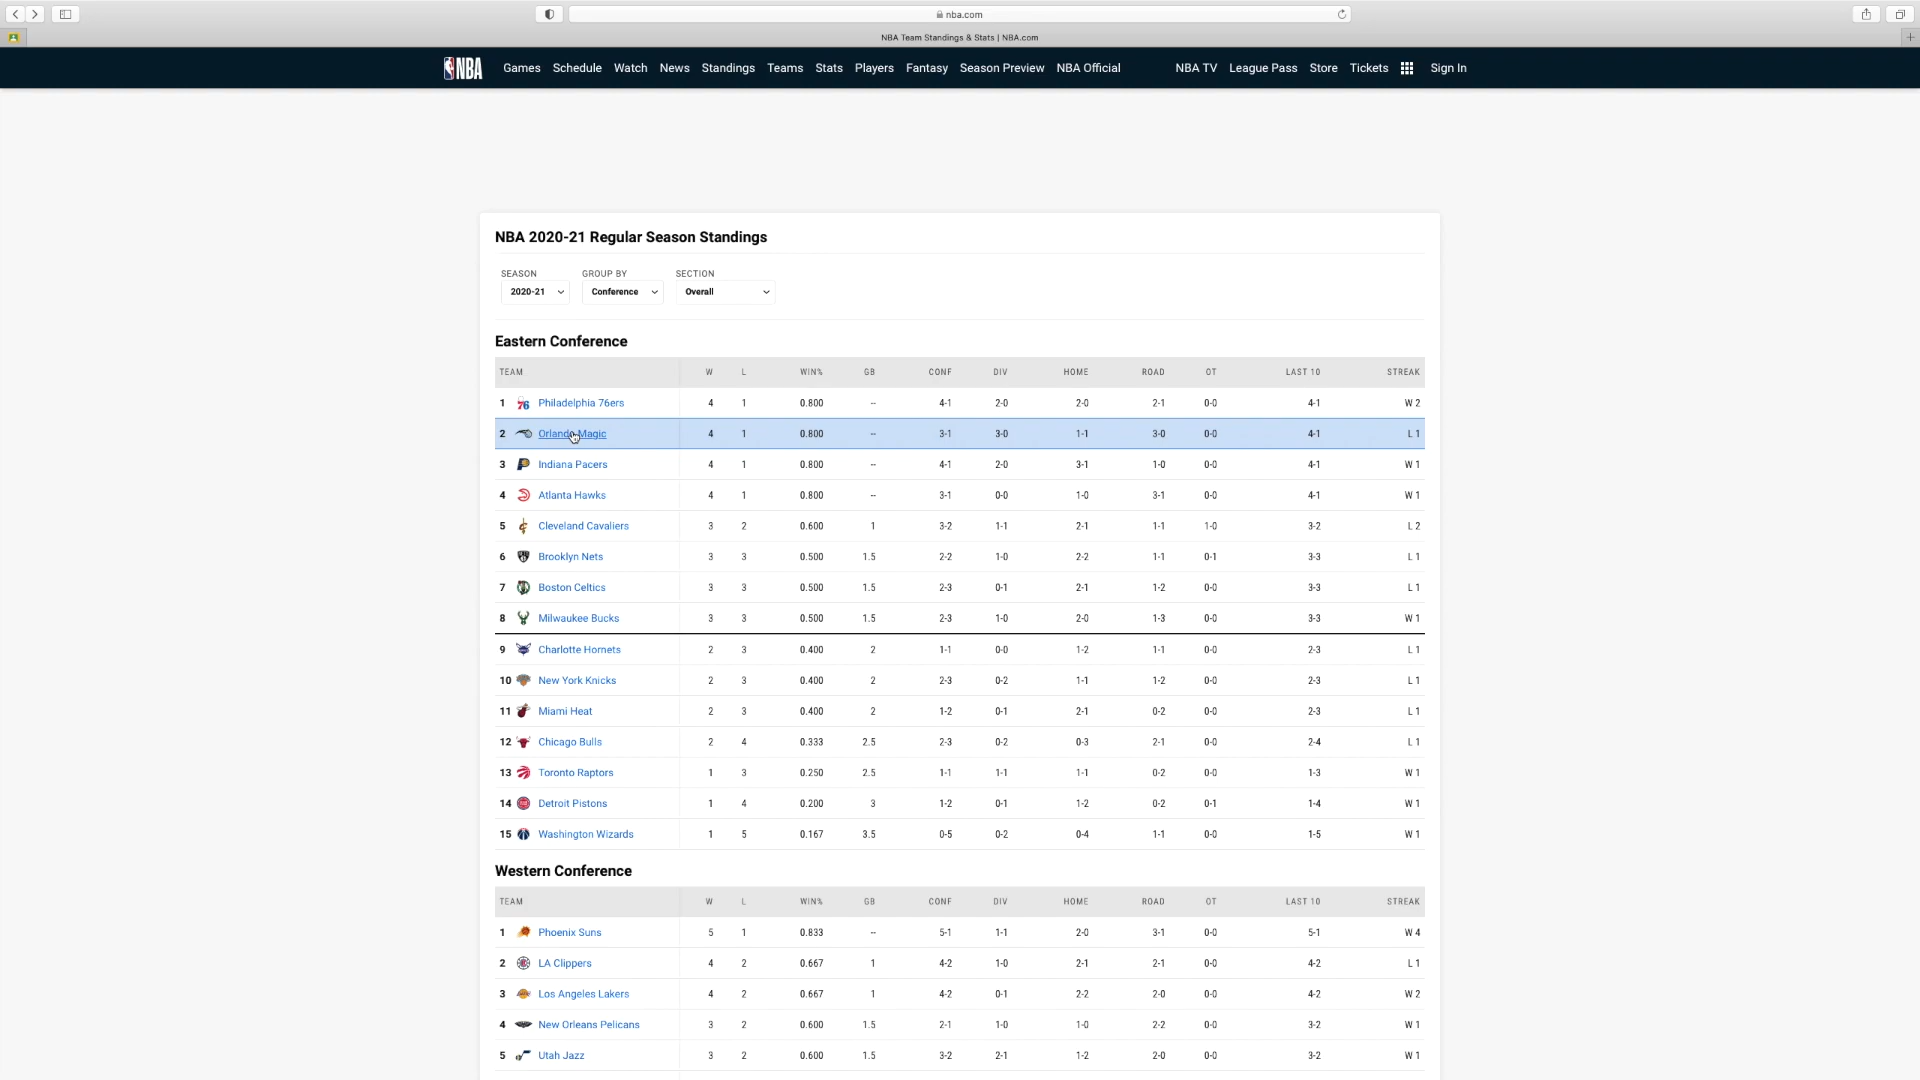 nba.com
NBA Team Standings & Stats | NBA.com
NBA Games Schedule Watch News Standings Teams Stats Players Fantasy Season Preview NBA Official NBA TV League Pass Store Tickets Sign In
NBA 2020-21 Regular Season Standings
SEASON GROUP BY SECTION
2020-21 Conference Overall
Eastern Conference
TEAM W L WIN% GB CONF DIV HOME ROAD OT LAST 10 STREAK
1 Philadelphia 76ers 4 1 0.800 -- 4-1 2-0 2-0 2-1 0-0 4-1 W 2
2 Orlando Magic 4 1 0.800 -- 3-1 3-0 1-1 3-0 0-0 4-1 L 1
3 Indiana Pacers 4 1 0.800 -- 4-1 2-0 3-1 1-0 0-0 4-1 W 1
4 Atlanta Hawks 4 1 0.800 -- 3-1 0-0 1-0 3-1 0-0 4-1 W 1
5 Cleveland Cavaliers 3 2 0.600 1 3-2 1-1 2-1 1-1 1-0 3-2 L 2
6 Brooklyn Nets 3 3 0.500 1.5 2-2 1-0 2-2 1-1 0-1 3-3 L 1
7 Boston Celtics 3 3 0.500 1.5 2-3 0-1 2-1 1-2 0-0 3-3 L 1
8 Milwaukee Bucks 3 3 0.500 1.5 2-3 1-0 2-0 1-3 0-0 3-3 W 1
9 Charlotte Hornets 2 3 0.400 2 1-1 0-0 1-2 1-1 0-0 2-3 L 1
10 New York Knicks 2 3 0.400 2 2-3 0-2 1-1 1-2 0-0 2-3 L 1
11 Miami Heat 2 3 0.400 2 1-2 0-1 2-1 0-2 0-0 2-3 L 1
12 Chicago Bulls 2 4 0.333 2.5 2-3 0-2 0-3 2-1 0-0 2-4 L 1
13 Toronto Raptors 1 3 0.250 2.5 1-1 1-1 1-1 0-2 0-0 1-3 W 1
14 Detroit Pistons 1 4 0.200 3 1-2 0-1 1-2 0-2 0-1 1-4 W 1
15 Washington Wizards 1 5 0.167 3.5 0-5 0-2 0-4 1-1 0-0 1-5 W 1
Western Conference
TEAM W L WIN% GB CONF DIV HOME ROAD OT LAST 10 STREAK
1 Phoenix Suns 5 1 0.833 -- 5-1 1-1 2-0 3-1 0-0 5-1 W 4
2 LA Clippers 4 2 0.667 1 4-2 1-0 2-1 2-1 0-0 4-2 L 1
3 Los Angeles Lakers 4 2 0.667 1 4-2 0-1 2-2 2-0 0-0 4-2 W 2
4 New Orleans Pelicans 3 2 0.600 1.5 2-1 1-0 1-0 2-2 0-0 3-2 W 1
5 Utah Jazz 3 2 0.600 1.5 3-2 2-1 1-2 2-0 0-0 3-2 W 1